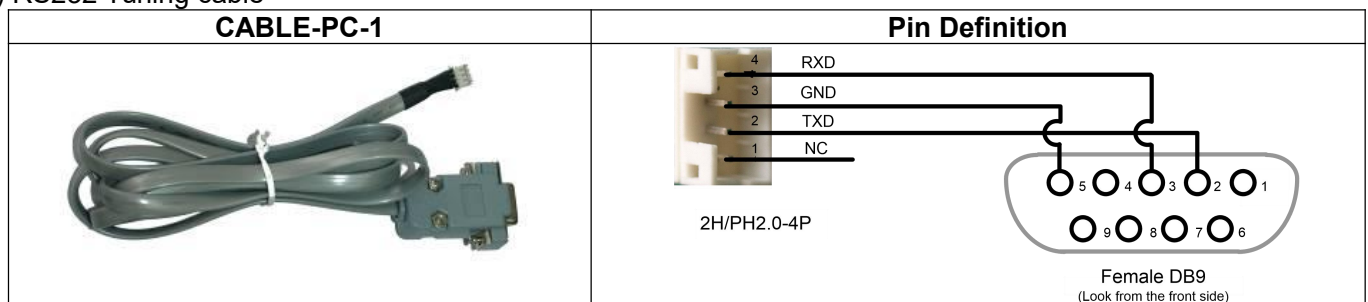 RS232 Tuning cable
CABLE-PC-1
Pin Definition
4 RXD
3 GND
2 TXD
1 NC
2H/PH2.0-4P
5 4 3 2 1
9 8 7 6
Female DB9
(Look from the front side)